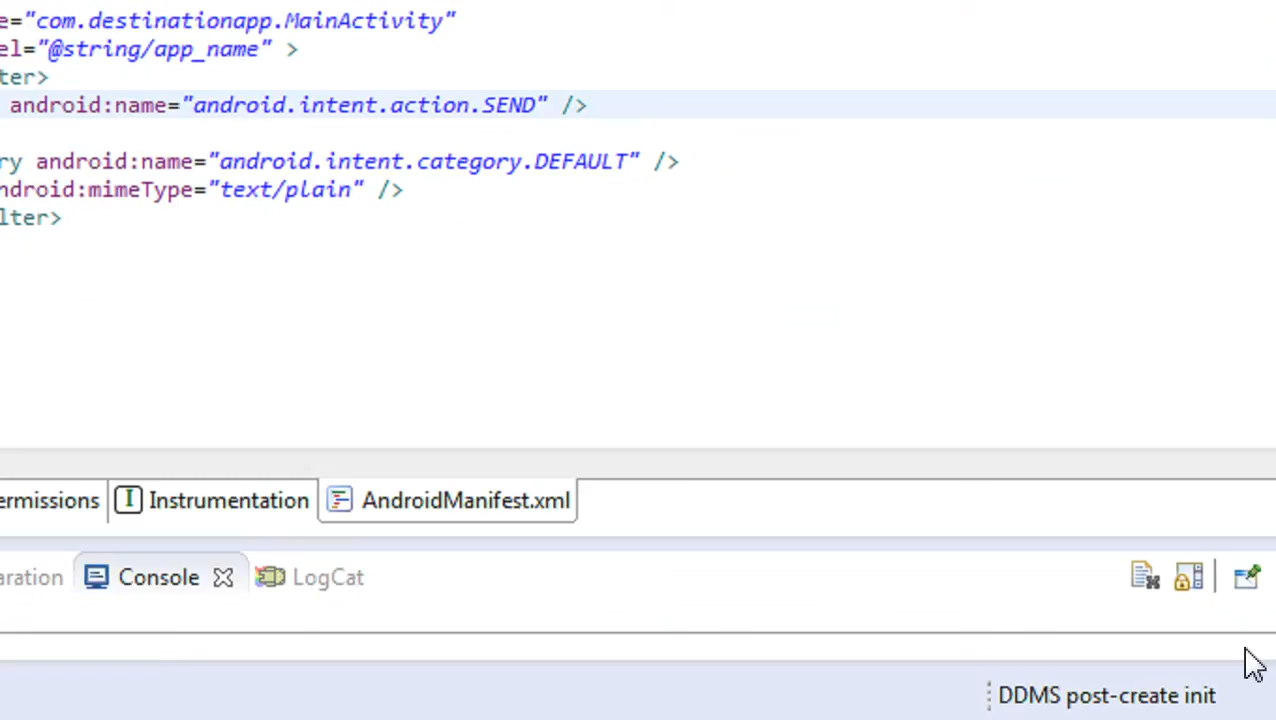 e="com.destinationapp.MainActivity"
el="@string/app_name" >
ter>
android:name="android.intent.action.SEND" />
ry android:name="android.intent.category.DEFAULT" />
ndroid:mimeType="text/plain" />
lter>
ermissions Instrumentation AndroidManifest.xml
aration Console LogCat
DDMS post-create init